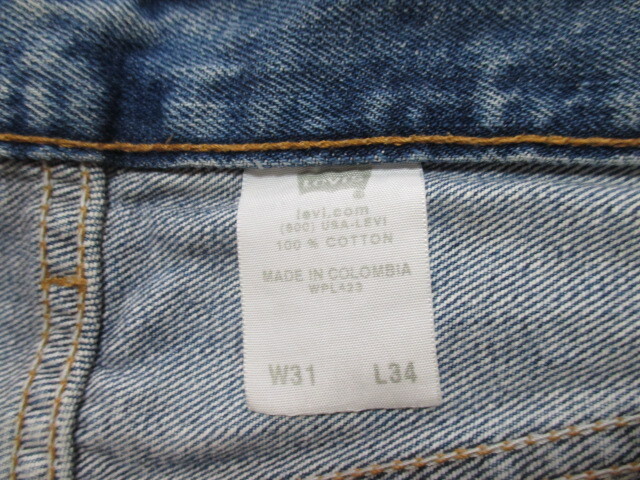 Levi's
®
levi.com
(800) USA-LEVI
100 % COTTON
MADE IN COLOMBIA
WPL423
W31 L34